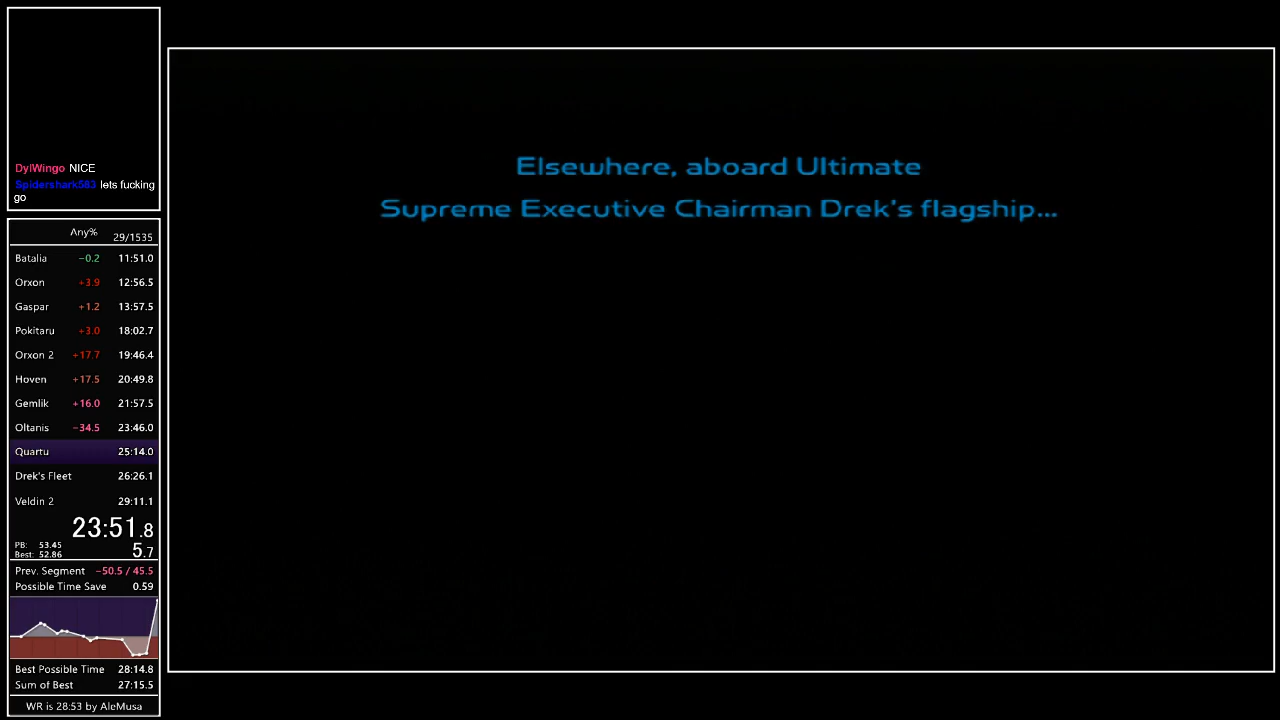 DylWingo NICE
Spidershark583 lets fucking
go
Elsewhere, aboard Ultimate
Supreme Executive Chairman Drek's flagship...
Any% 29/1535
Batalia −0.2 11:51.0
Orxon +3.9 12:56.5
Gaspar +1.2 13:57.5
Pokitaru +3.0 18:02.7
Orxon 2 +17.7 19:46.4
Hoven +17.5 20:49.8
Gemlik +16.0 21:57.5
Oltanis −34.5 23:46.0
Quartu 25:14.0
Drek's Fleet 26:26.1
Veldin 2 29:11.1
23:51.8
PB: 53.45 5.7
Best: 52.86
Prev. Segment −50.5 / 45.5
Possible Time Save 0.59
Best Possible Time 28:14.8
Sum of Best 27:15.5
WR is 28:53 by AleMusa